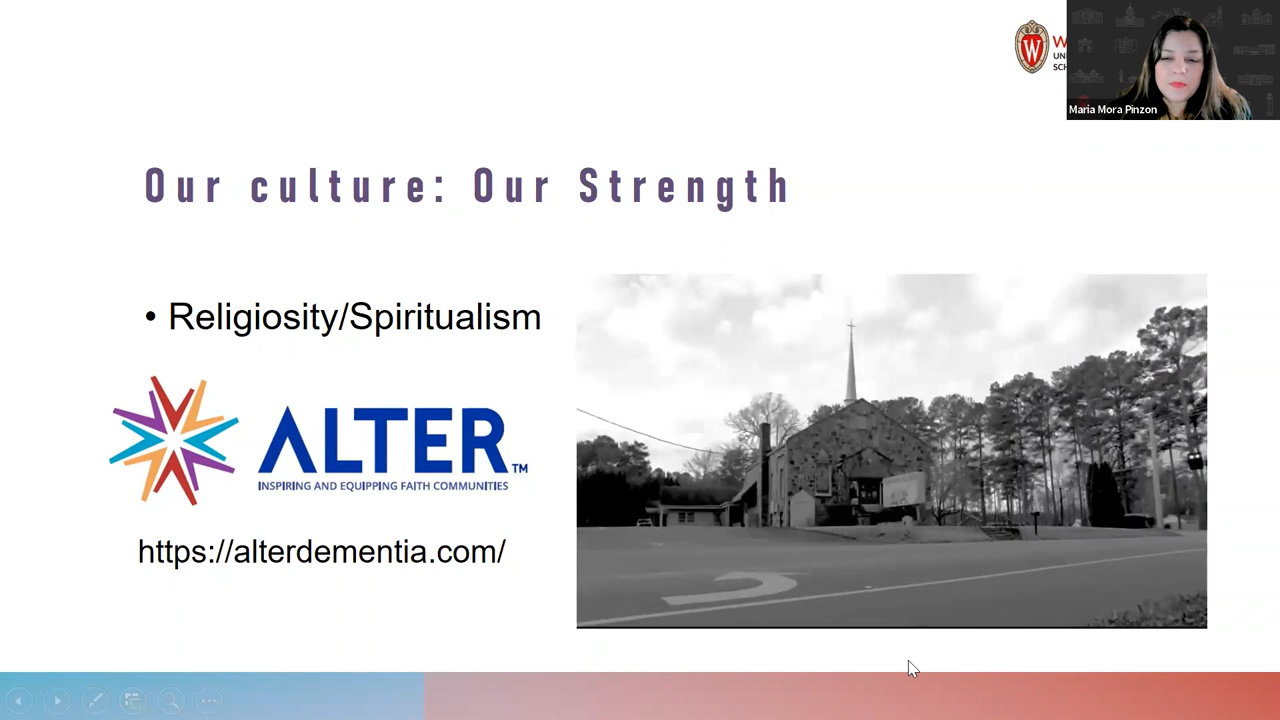 W
Maria Mora Pinzon
Our culture: Our Strength
• Religiosity/Spiritualism
ALTER™
INSPIRING AND EQUIPPING FAITH COMMUNITIES
https://alterdementia.com/